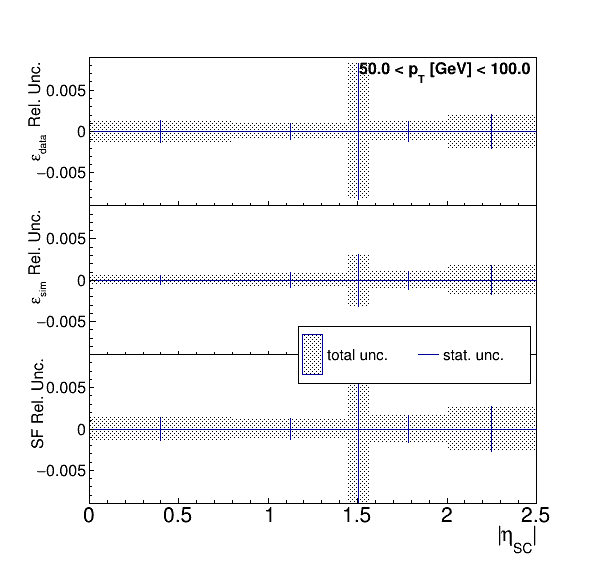 50.0 < p_T [GeV] < 100.0
ε_data Rel. Unc.
0.005
0
−0.005
ε_sim Rel. Unc.
0.005
0
−0.005
total unc. stat. unc.
SF Rel. Unc.
0.005
0
−0.005
0 0.5 1 1.5 2 2.5
|η_SC|